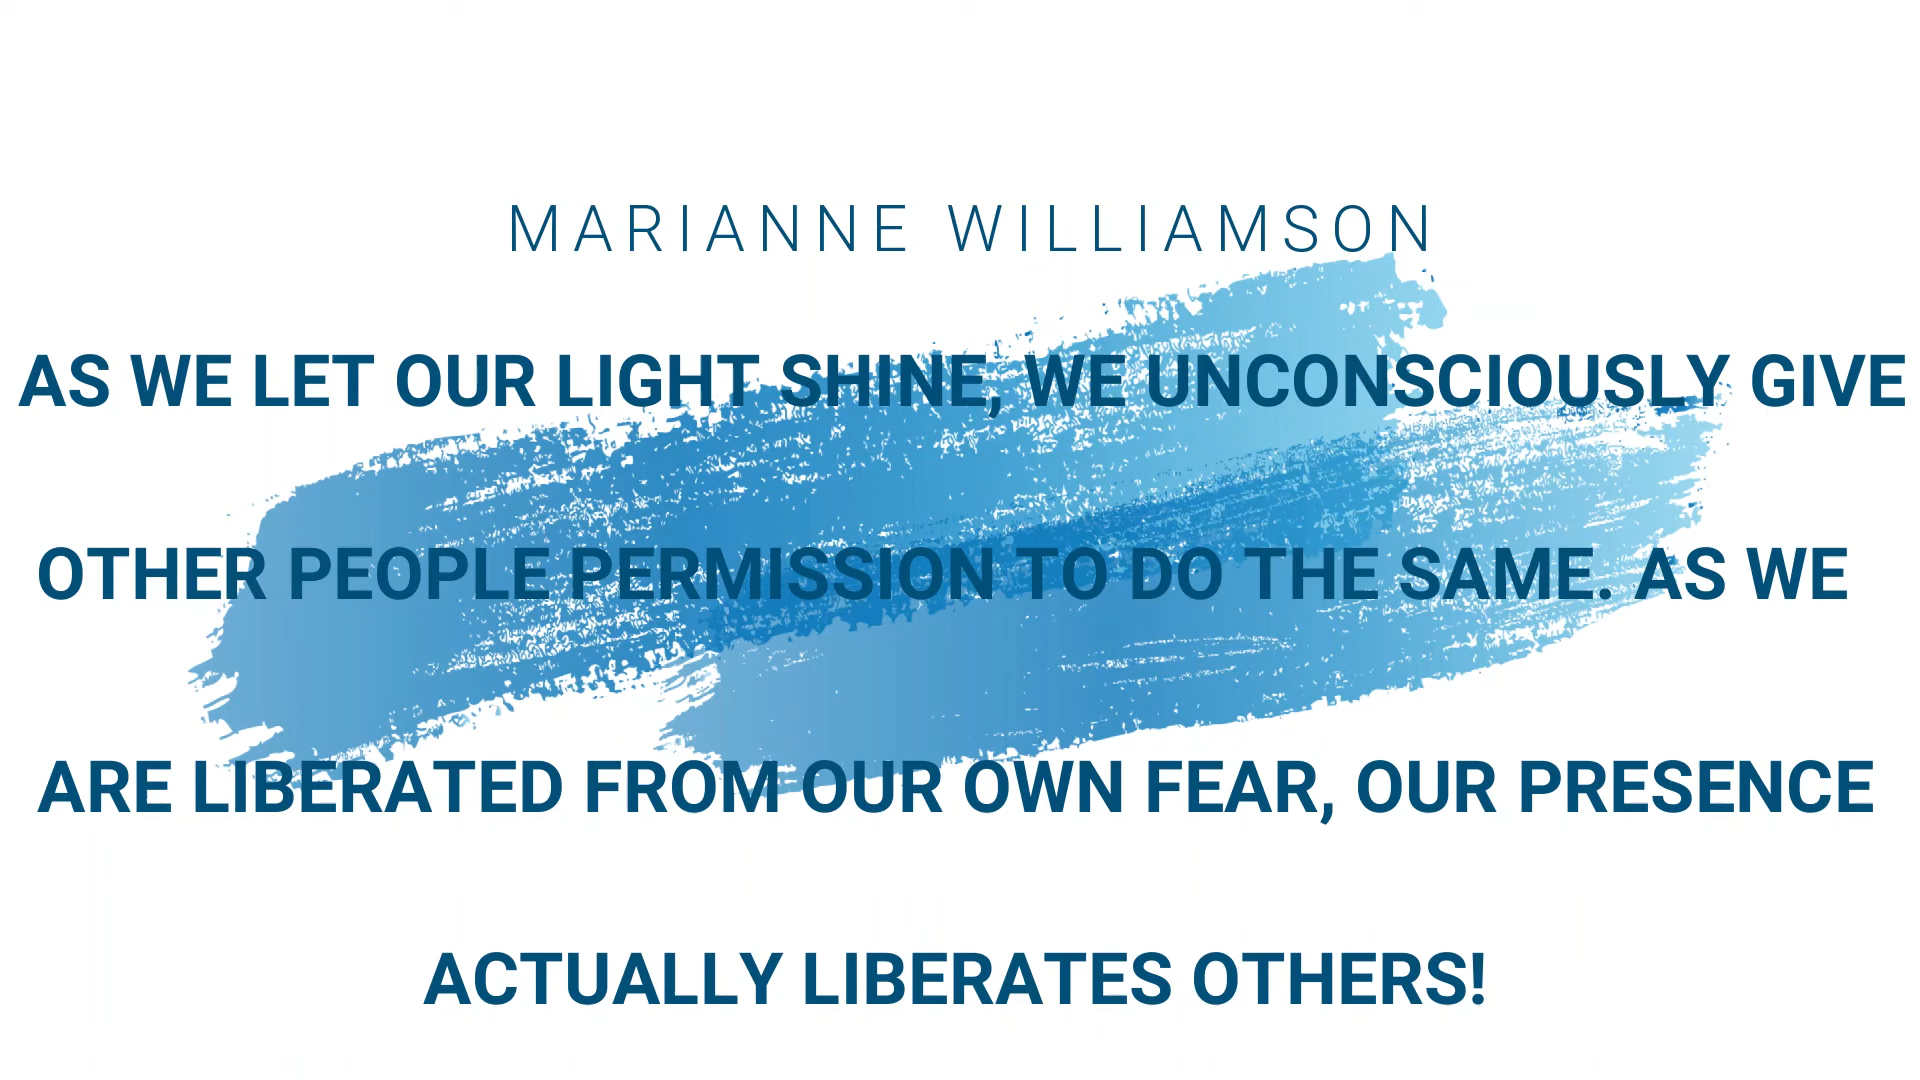 MARIANNE WILLIAMSON
AS WE LET OUR LIGHT SHINE, WE UNCONSCIOUSLY GIVE
OTHER PEOPLE PERMISSION TO DO THE SAME. AS WE
ARE LIBERATED FROM OUR OWN FEAR, OUR PRESENCE
ACTUALLY LIBERATES OTHERS!